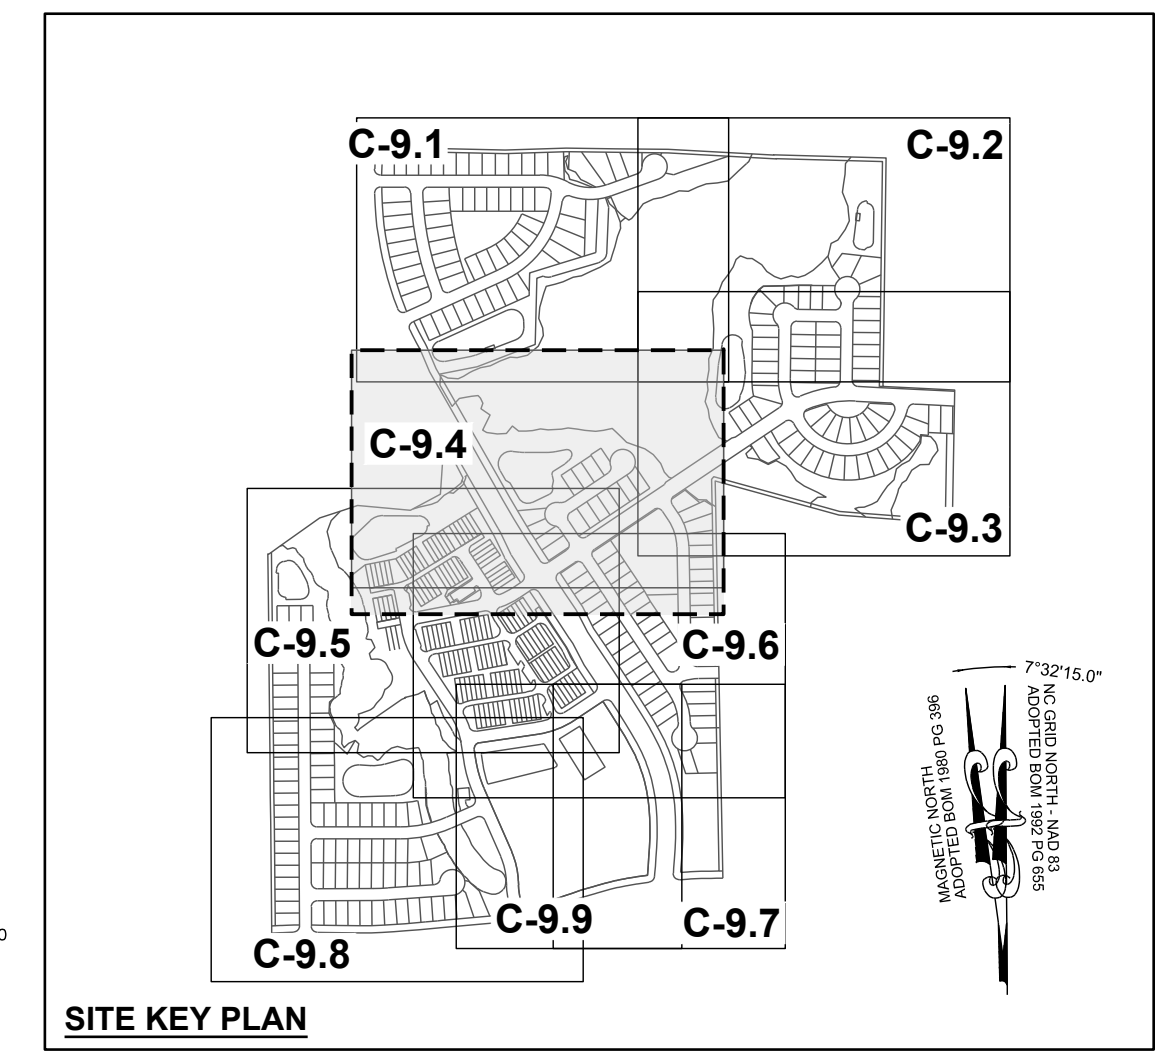 C-9.1
C-9.2
C-9.4
C-9.3
C-9.5
C-9.6
7°32'15.0"
MAGNETIC NORTH
ADOPTED BOM 1980 PG 396
NC GRID NORTH - NAD 83
ADOPTED BOM 1992 PG 655
C-9.9
C-9.7
0
C-9.8
SITE KEY PLAN